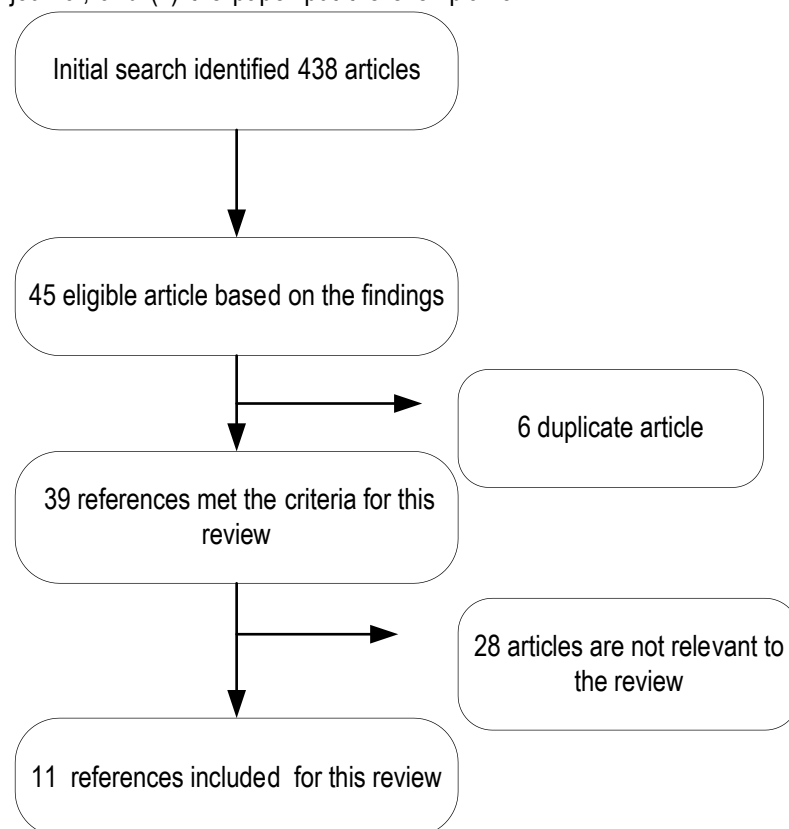 Initial search identified 438 articles
45 eligible article based on the findings
6 duplicate article
39 references met the criteria for this
review
28 articles are not relevant to
the review
11 references included for this review